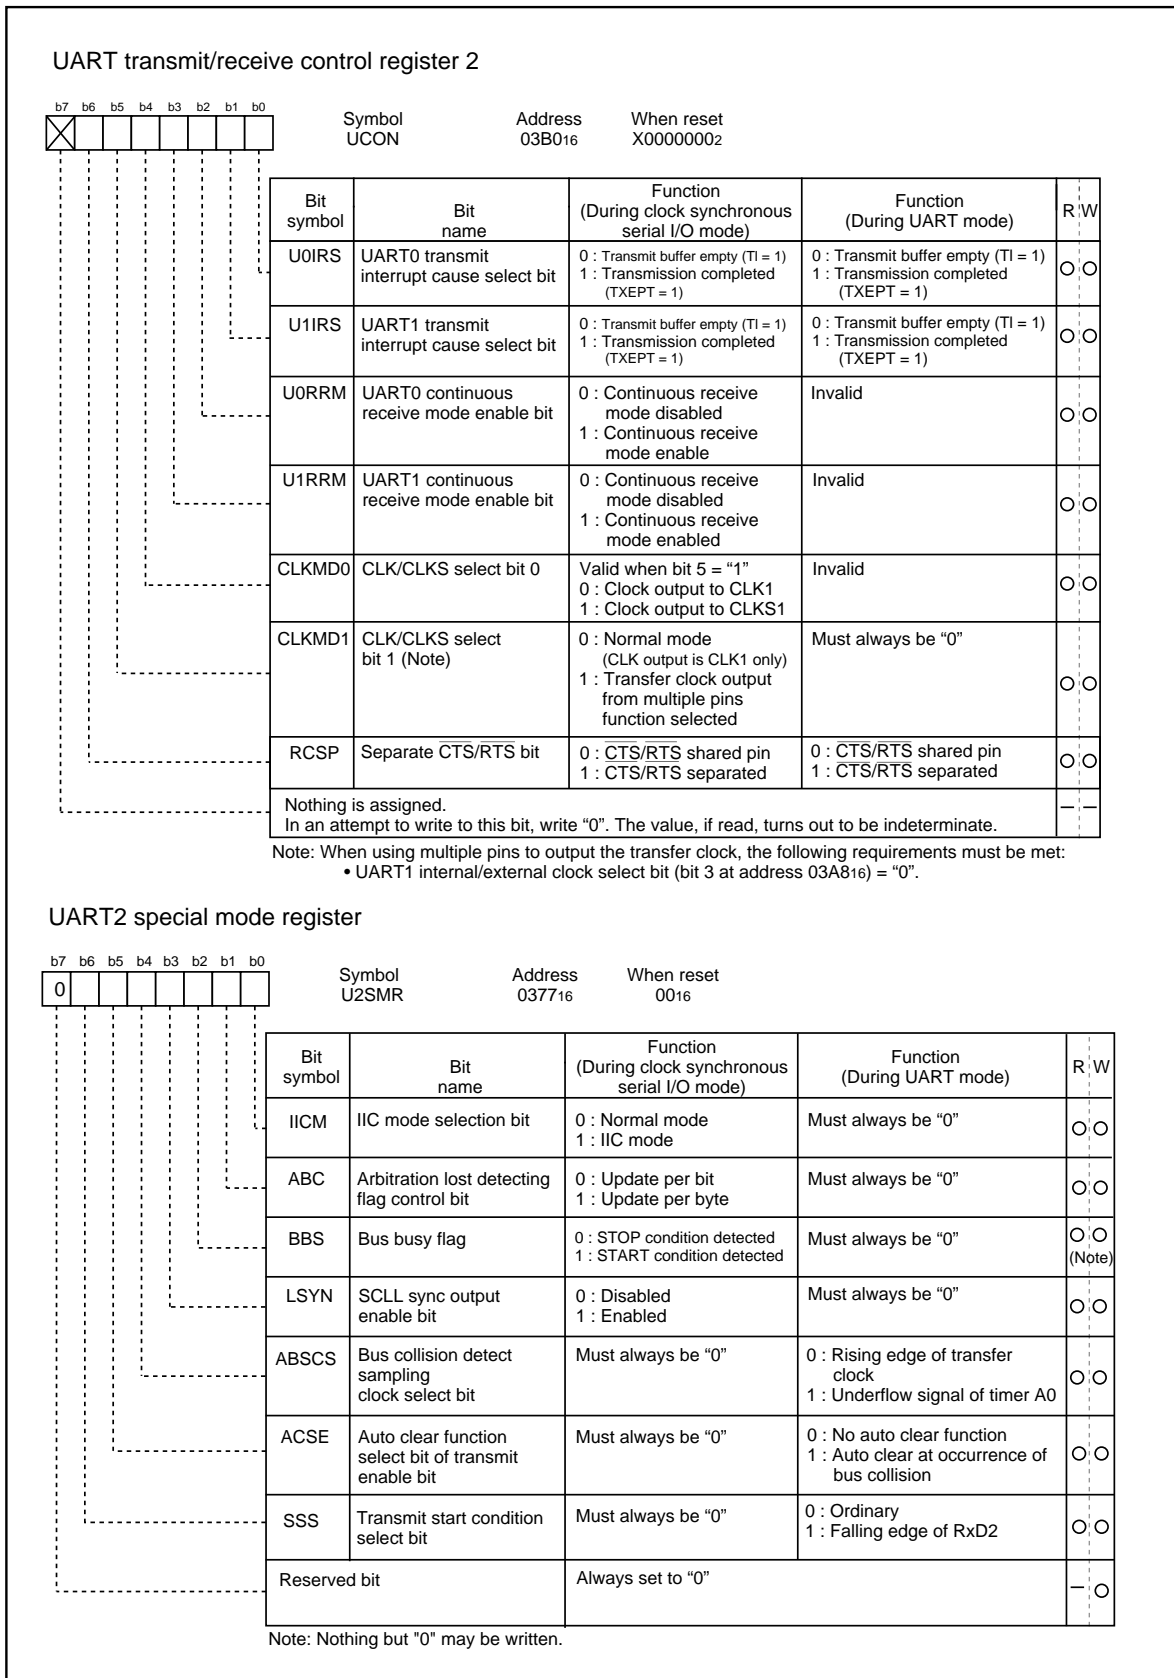 UART transmit/receive control register 2
b7 b6 b5 b4 b3 b2 b1 b0
Symbol Address When reset
UCON 03B016 X00000002
Bit symbol Bit name Function (During clock synchronous serial I/O mode) Function (During UART mode) R W
U0IRS UART0 transmit interrupt cause select bit
0 : Transmit buffer empty (TI = 1)
1 : Transmission completed
(TXEPT = 1)
0 : Transmit buffer empty (TI = 1)
1 : Transmission completed
(TXEPT = 1)
U1IRS UART1 transmit interrupt cause select bit
0 : Transmit buffer empty (TI = 1)
1 : Transmission completed
(TXEPT = 1)
0 : Transmit buffer empty (TI = 1)
1 : Transmission completed
(TXEPT = 1)
U0RRM UART0 continuous receive mode enable bit
0 : Continuous receive
mode disabled
1 : Continuous receive
mode enable
Invalid
U1RRM UART1 continuous receive mode enable bit
0 : Continuous receive
mode disabled
1 : Continuous receive
mode enabled
Invalid
CLKMD0 CLK/CLKS select bit 0
Valid when bit 5 = “1”
0 : Clock output to CLK1
1 : Clock output to CLKS1
Invalid
CLKMD1 CLK/CLKS select bit 1 (Note)
0 : Normal mode
(CLK output is CLK1 only)
1 : Transfer clock output
from multiple pins
function selected
Must always be “0”
RCSP Separate CTS/RTS bit
0 : CTS/RTS shared pin
1 : CTS/RTS separated
0 : CTS/RTS shared pin
1 : CTS/RTS separated
Nothing is assigned.
In an attempt to write to this bit, write “0”. The value, if read, turns out to be indeterminate.
– –
Note: When using multiple pins to output the transfer clock, the following requirements must be met:
• UART1 internal/external clock select bit (bit 3 at address 03A816) = “0”.
UART2 special mode register
b7 b6 b5 b4 b3 b2 b1 b0
0
Symbol Address When reset
U2SMR 037716 0016
Bit symbol Bit name Function (During clock synchronous serial I/O mode) Function (During UART mode) R W
IICM IIC mode selection bit
0 : Normal mode
1 : IIC mode
Must always be “0”
ABC Arbitration lost detecting flag control bit
0 : Update per bit
1 : Update per byte
Must always be “0”
BBS Bus busy flag
0 : STOP condition detected
1 : START condition detected
Must always be “0”
(Note)
LSYN SCLL sync output enable bit
0 : Disabled
1 : Enabled
Must always be “0”
ABSCS Bus collision detect sampling clock select bit
Must always be “0”
0 : Rising edge of transfer
clock
1 : Underflow signal of timer A0
ACSE Auto clear function select bit of transmit enable bit
Must always be “0”
0 : No auto clear function
1 : Auto clear at occurrence of
bus collision
SSS Transmit start condition select bit
Must always be “0”
0 : Ordinary
1 : Falling edge of RxD2
Reserved bit Always set to “0” –
Note: Nothing but "0" may be written.